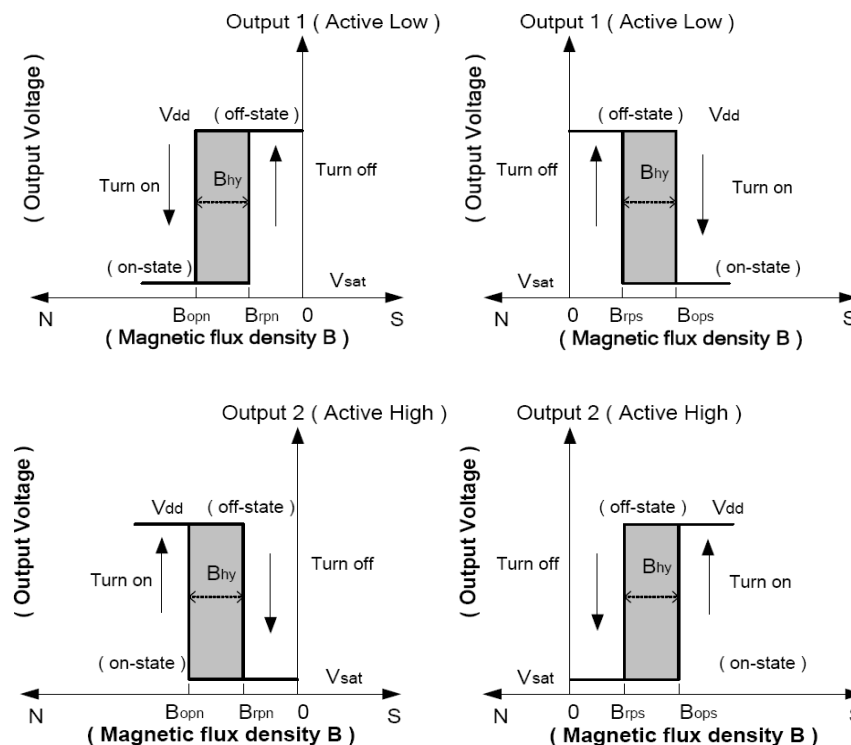 Output 1 ( Active Low )
( Output Voltage )
Vdd
( off-state )
Turn on
Bhy
Turn off
( on-state )
Vsat
N
Bopn
Brpn
0
S
( Magnetic flux density B )
Output 1 ( Active Low )
( Output Voltage )
( off-state )
Vdd
Turn off
Bhy
Turn on
Vsat
( on-state )
N
0
Brps
Bops
S
( Magnetic flux density B )
Output 2 ( Active High )
( Output Voltage )
Vdd
( off-state )
Turn on
Bhy
Turn off
( on-state )
Vsat
N
Bopn
Brpn
0
S
( Magnetic flux density B )
Output 2 ( Active High )
( Output Voltage )
( off-state )
Vdd
Turn off
Bhy
Turn on
Vsat
( on-state )
N
0
Brps
Bops
S
( Magnetic flux density B )